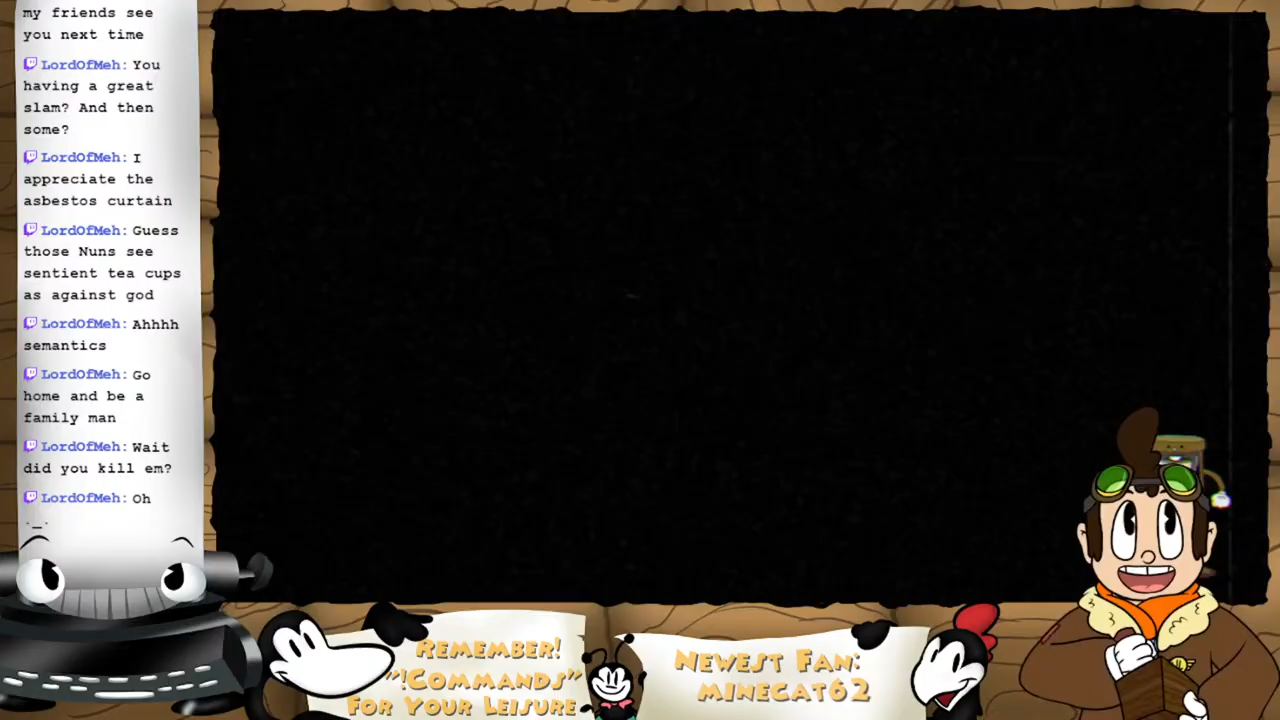 my friends see
you next time
LordOfMeh: You
having a great
slam? And then
some?
LordOfMeh: I
appreciate the
asbestos curtain
LordOfMeh: Guess
those Nuns see
sentient tea cups
as against god
LordOfMeh: Ahhhh
semantics
LordOfMeh: Go
home and be a
family man
LordOfMeh: Wait
did you kill em?
LordOfMeh: Oh
._.
Remember!
"!Commands"
For Your Leisure
Newest Fan:
minecat62